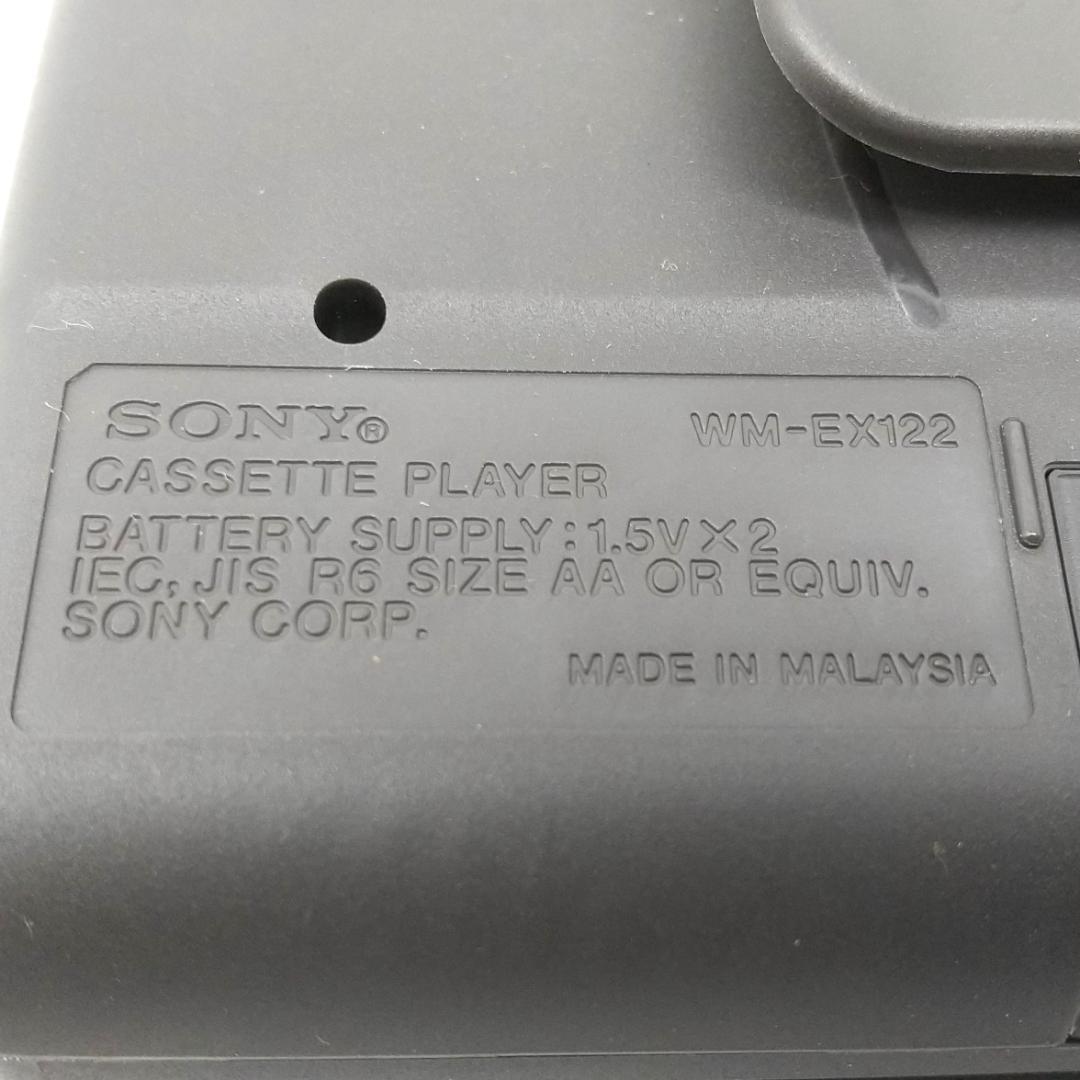 SONY® WM-EX122
CASSETTE PLAYER
BATTERY SUPPLY:1.5V×2
IEC, JIS R6 SIZE AA OR EQUIV.
SONY CORP.
MADE IN MALAYSIA